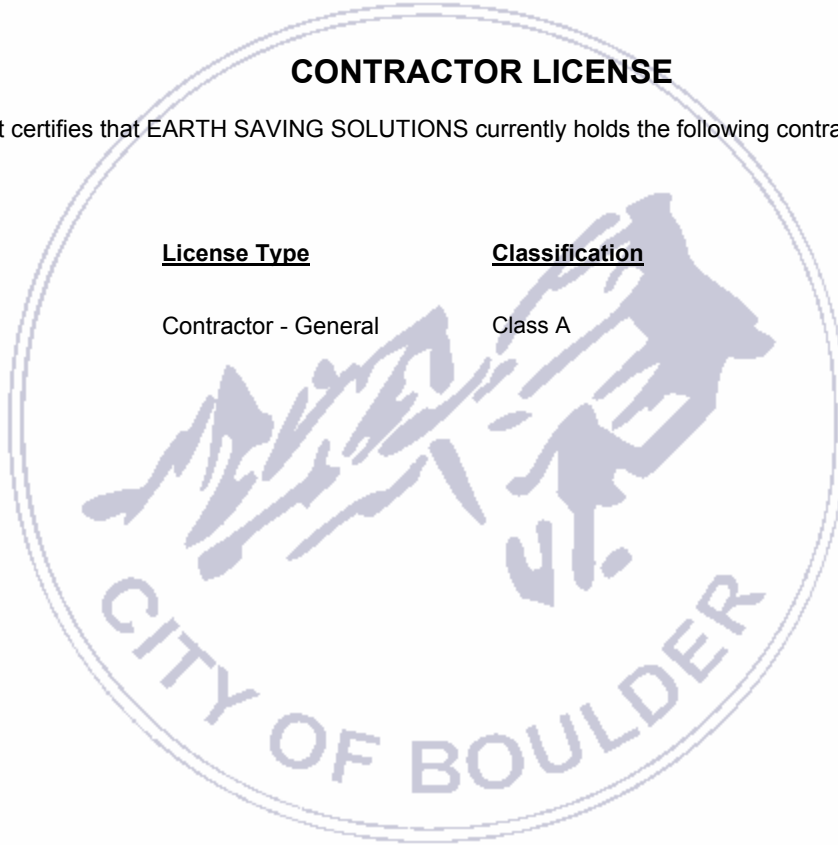 CONTRACTOR LICENSE
t certifies that EARTH SAVING SOLUTIONS currently holds the following contra
License Type Classification
Contractor - General Class A
CITY OF BOULDER